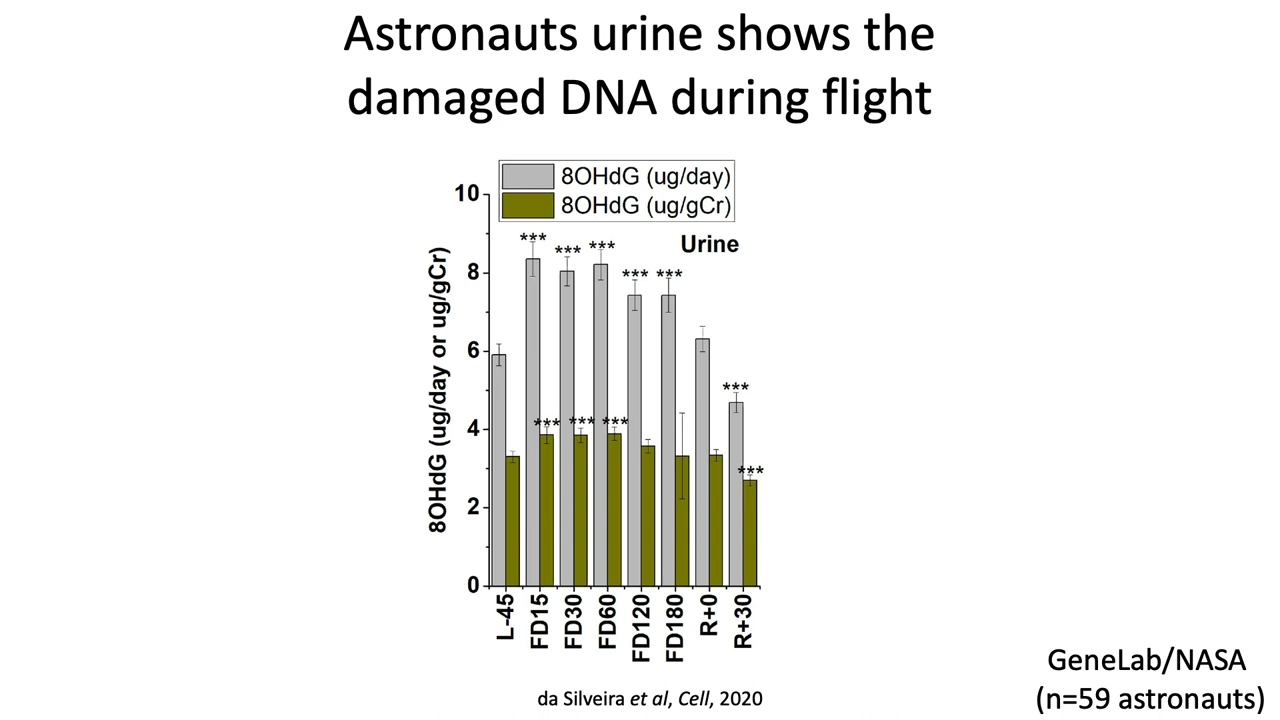 Astronauts urine shows the
damaged DNA during flight
8OHdG (ug/day)
8OHdG (ug/gCr)
Urine
8OHdG (ug/day or ug/gCr)
10
8
6
4
2
0
*** *** *** *** *** ***
*** *** *** ***
L-45 FD15 FD30 FD60 FD120 FD180 R+0 R+30
da Silveira et al, Cell, 2020
GeneLab/NASA
(n=59 astronauts)